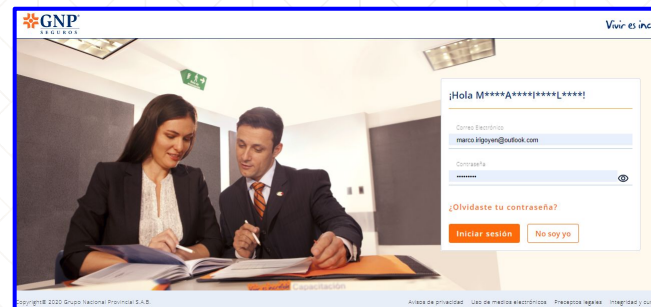 GNP
SEGUROS
Vivir es inc
¡Hola M****A****I****L****!
Correo Electrónico
marco.irigoyen@outlook.com
Contraseña
¿Olvidaste tu contraseña?
Iniciar sesión
No soy yo
Capacitación
Copyright© 2020 Grupo Nacional Provincial S.A.B.
Avisos de privacidad Uso de medios electrónicos Preceptos legales Integridad y cu